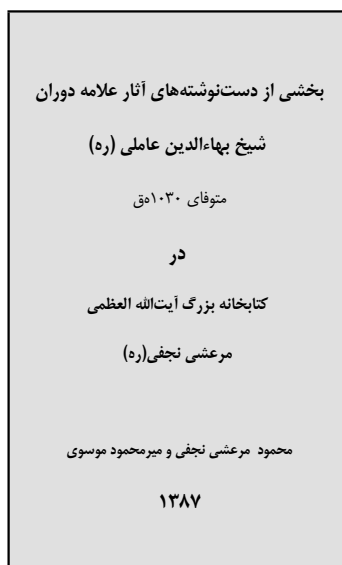 بخشی از دست‌نوشته‌های آثار علامه دوران
شیخ بهاءالدین عاملی (ره)
متوفای ۱۰۳۰ه‍ق
در
کتابخانه بزرگ آیت‌الله العظمی
مرعشی نجفی(ره)
محمود مرعشی نجفی و میرمحمود موسوی
۱۳۸۷